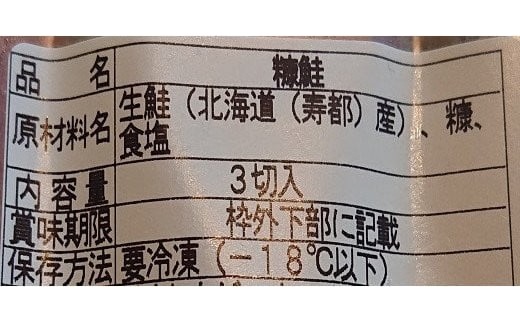 品名 糠鮭
原材料名 生鮭（北海道（寿都）産）、糠、
食塩
内容量 3切入
賞味期限 枠外下部に記載
保存方法 要冷凍（－18℃以下）